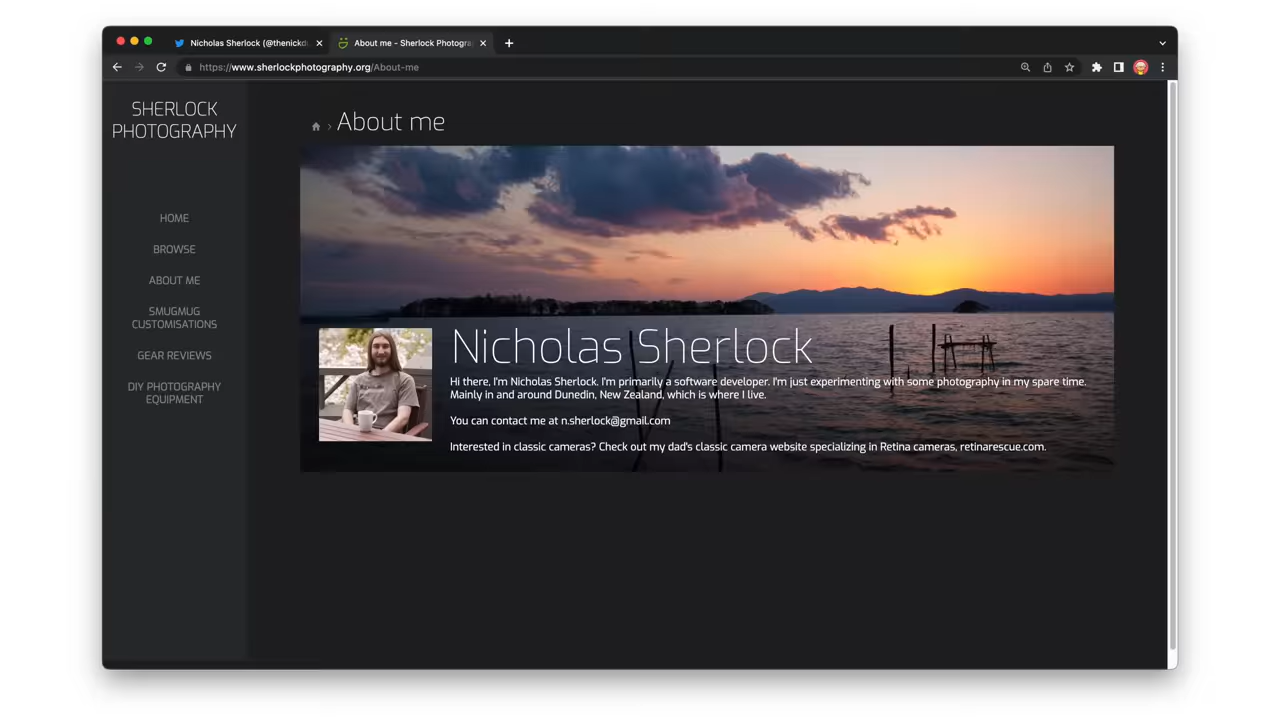 Nicholas Sherlock (@thenickd
About me - Sherlock Photogra
https://www.sherlockphotography.org/About-me
SHERLOCK
PHOTOGRAPHY
HOME
BROWSE
ABOUT ME
SMUGMUG
CUSTOMISATIONS
GEAR REVIEWS
DIY PHOTOGRAPHY
EQUIPMENT
About me
Nicholas Sherlock
Hi there, I'm Nicholas Sherlock. I'm primarily a software developer. I'm just experimenting with some photography in my spare time.
Mainly in and around Dunedin, New Zealand, which is where I live.
You can contact me at n.sherlock@gmail.com
Interested in classic cameras? Check out my dad's classic camera website specializing in Retina cameras, retinarescue.com.